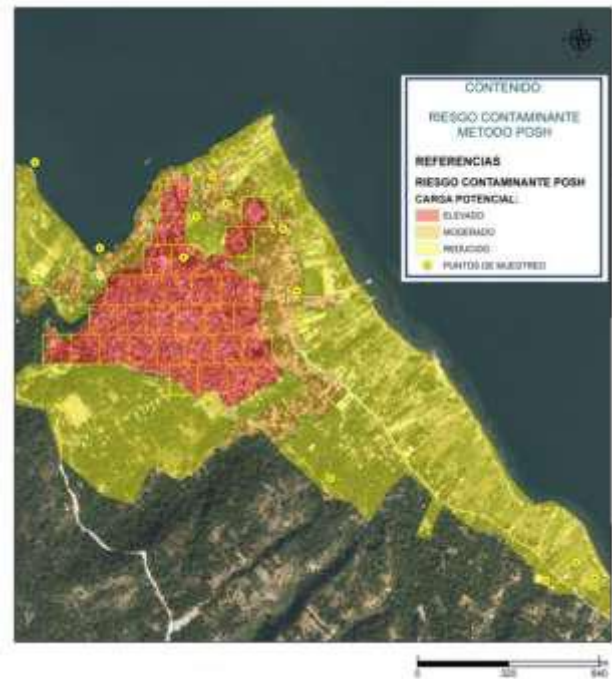 CONTENIDO:
RIESGO CONTAMINANTE
METODO POSH
REFERENCIAS
RIESGO CONTAMINANTE POSH
CARGA POTENCIAL:
ELEVADO
MODERADO
REDUCIDO
PUNTOS DE MUESTREO
0 320 640